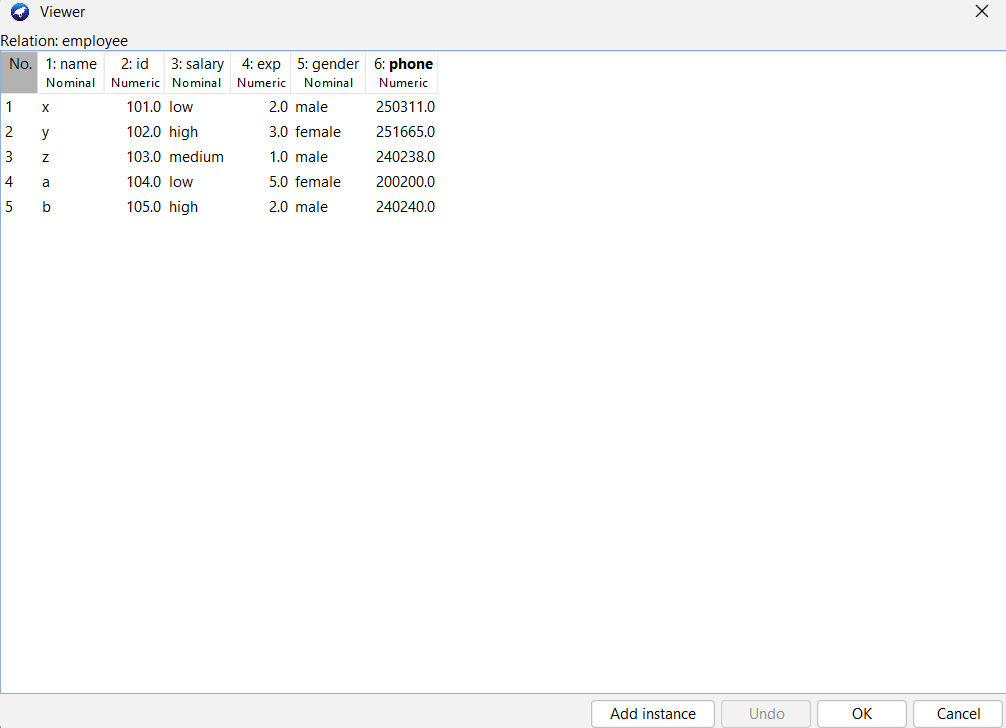 Viewer
Relation: employee
No. 1: name 2: id 3: salary 4: exp 5: gender 6: phone
Nominal Numeric Nominal Numeric Nominal Numeric
1 x 101.0 low 2.0 male 250311.0
2 y 102.0 high 3.0 female 251665.0
3 z 103.0 medium 1.0 male 240238.0
4 a 104.0 low 5.0 female 200200.0
5 b 105.0 high 2.0 male 240240.0
Add instance Undo OK Cancel